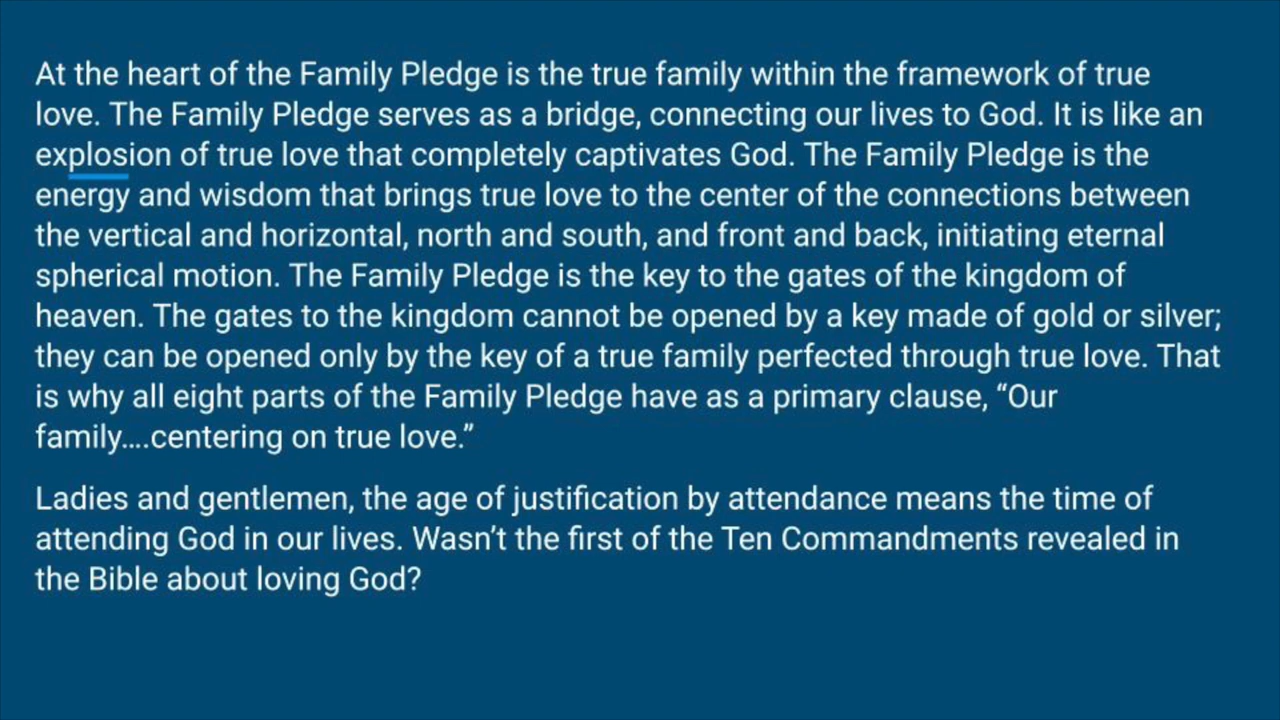 At the heart of the Family Pledge is the true family within the framework of true
love. The Family Pledge serves as a bridge, connecting our lives to God. It is like an
explosion of true love that completely captivates God. The Family Pledge is the
energy and wisdom that brings true love to the center of the connections between
the vertical and horizontal, north and south, and front and back, initiating eternal
spherical motion. The Family Pledge is the key to the gates of the kingdom of
heaven. The gates to the kingdom cannot be opened by a key made of gold or silver;
they can be opened only by the key of a true family perfected through true love. That
is why all eight parts of the Family Pledge have as a primary clause, “Our
family....centering on true love.”
Ladies and gentlemen, the age of justification by attendance means the time of
attending God in our lives. Wasn’t the first of the Ten Commandments revealed in
the Bible about loving God?